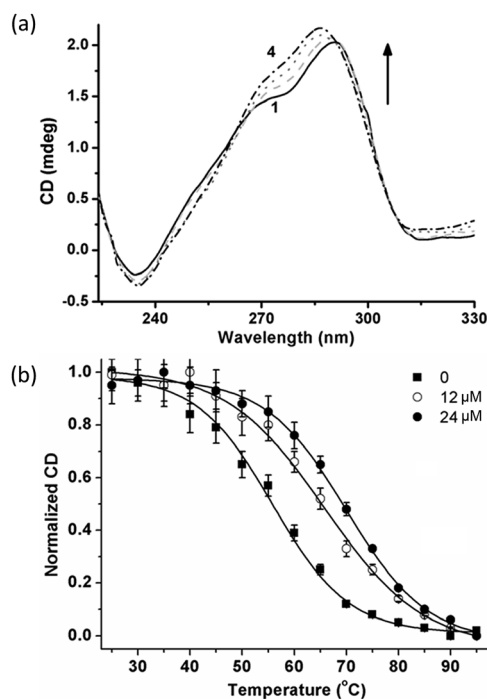 (a)
2.0
1.5
1.0
0.5
0.0
-0.5
CD (mdeg)
4
1
240 270 300 330
Wavelength (nm)
(b)
1.0
0.8
0.6
0.4
0.2
0.0
Normalized CD
0
12 µM
24 µM
30 40 50 60 70 80 90
Temperature (°C)